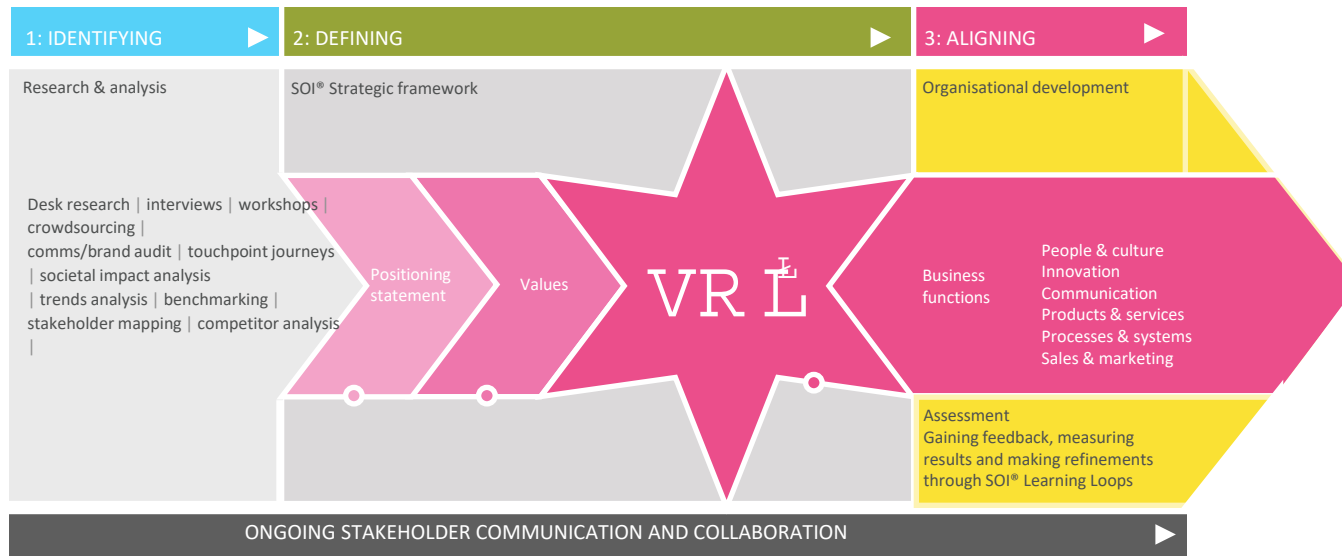 1: IDENTIFYING
2: DEFINING
3: ALIGNING
Research & analysis
SOI® Strategic framework
Organisational development
Desk research | interviews | workshops |
crowdsourcing |
comms/brand audit | touchpoint journeys
| societal impact analysis
| trends analysis | benchmarking |
stakeholder mapping | competitor analysis
|
Positioning
statement
Values
VR
Business
functions
People & culture
Innovation
Communication
Products & services
Processes & systems
Sales & marketing
Assessment
Gaining feedback, measuring
results and making refinements
through SOI® Learning Loops
ONGOING STAKEHOLDER COMMUNICATION AND COLLABORATION